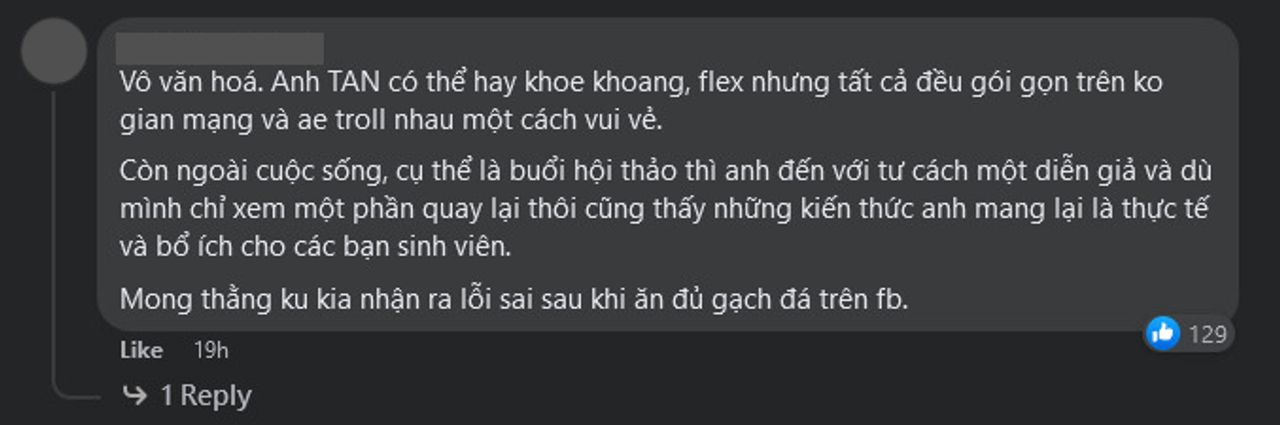 Vô văn hoá. Anh TAN có thể hay khoe khoang, flex nhưng tất cả đều gói gọn trên ko
gian mạng và ae troll nhau một cách vui vẻ.
Còn ngoài cuộc sống, cụ thể là buổi hội thảo thì anh đến với tư cách một diễn giả và dù
mình chỉ xem một phần quay lại thôi cũng thấy những kiến thức anh mang lại là thực tế
và bổ ích cho các bạn sinh viên.
Mong thằng ku kia nhận ra lỗi sai sau khi ăn đủ gạch đá trên fb.
129
Like 19h
1 Reply